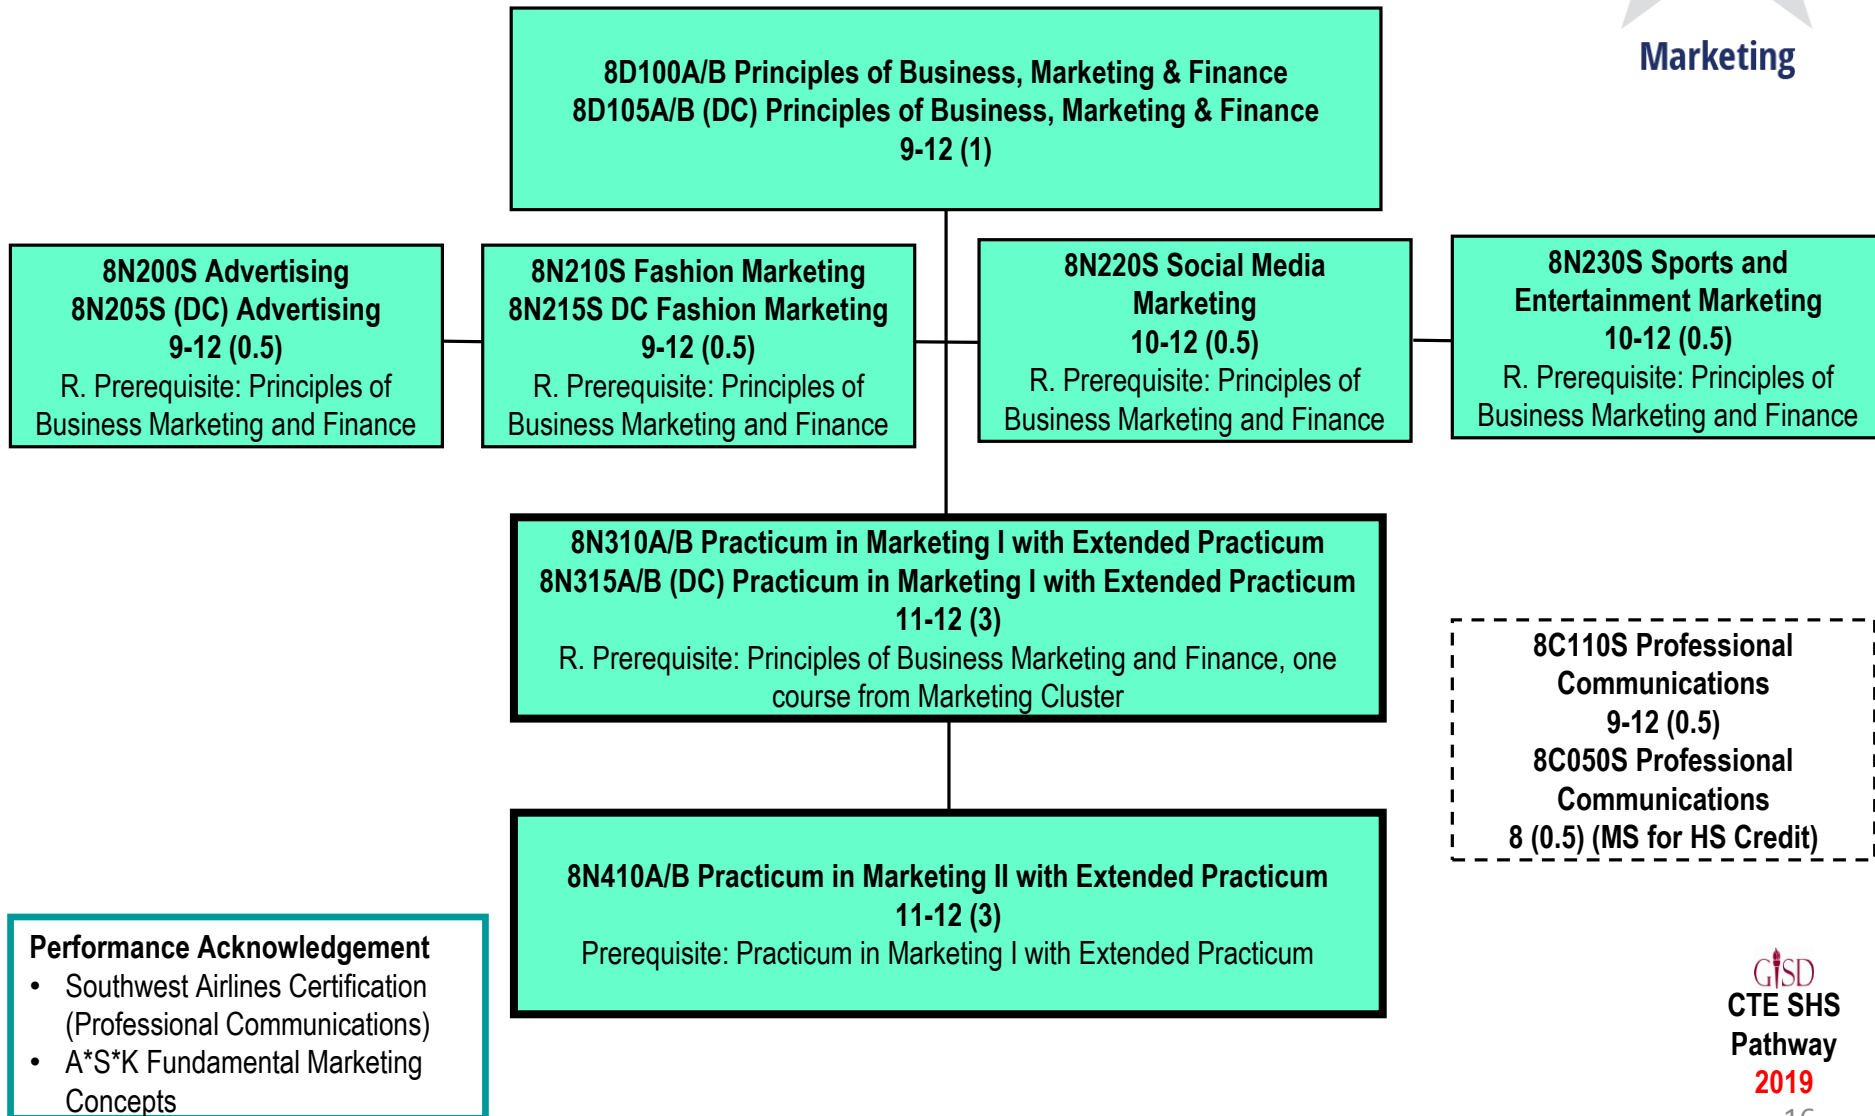 Marketing
8D100A/B Principles of Business, Marketing & Finance
8D105A/B (DC) Principles of Business, Marketing & Finance
9-12 (1)
8N200S Advertising
8N205S (DC) Advertising
9-12 (0.5)
R. Prerequisite: Principles of
Business Marketing and Finance
8N210S Fashion Marketing
8N215S DC Fashion Marketing
9-12 (0.5)
R. Prerequisite: Principles of
Business Marketing and Finance
8N220S Social Media
Marketing
10-12 (0.5)
R. Prerequisite: Principles of
Business Marketing and Finance
8N230S Sports and
Entertainment Marketing
10-12 (0.5)
R. Prerequisite: Principles of
Business Marketing and Finance
8N310A/B Practicum in Marketing I with Extended Practicum
8N315A/B (DC) Practicum in Marketing I with Extended Practicum
11-12 (3)
R. Prerequisite: Principles of Business Marketing and Finance, one
course from Marketing Cluster
8C110S Professional
Communications
9-12 (0.5)
8C050S Professional
Communications
8 (0.5) (MS for HS Credit)
8N410A/B Practicum in Marketing II with Extended Practicum
11-12 (3)
Prerequisite: Practicum in Marketing I with Extended Practicum
Performance Acknowledgement
• Southwest Airlines Certification
(Professional Communications)
• A*S*K Fundamental Marketing
Concepts
GISD
CTE SHS
Pathway
2019
16